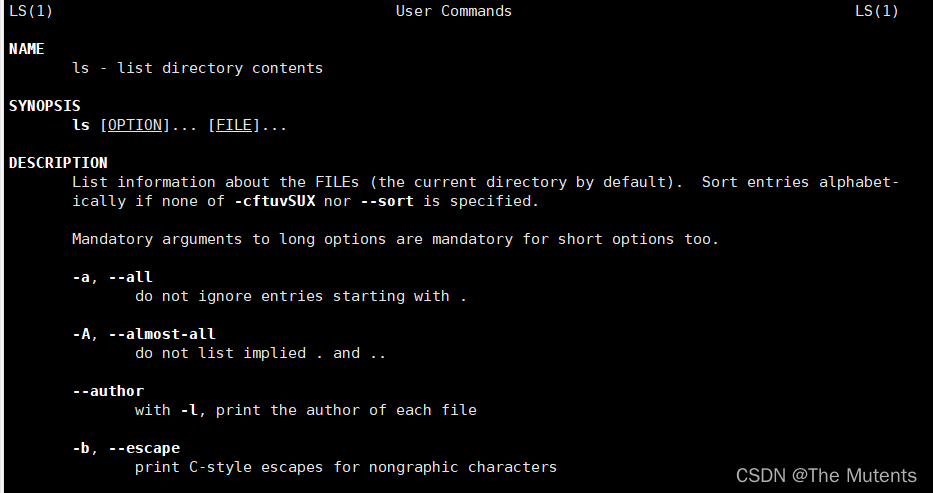 LS(1) User Commands LS(1)
NAME
ls - list directory contents
SYNOPSIS
ls [OPTION]... [FILE]...
DESCRIPTION
List information about the FILEs (the current directory by default). Sort entries alphabet-
ically if none of -cftuvSUX nor --sort is specified.
Mandatory arguments to long options are mandatory for short options too.
-a, --all
do not ignore entries starting with .
-A, --almost-all
do not list implied . and ..
--author
with -l, print the author of each file
-b, --escape
print C-style escapes for nongraphic characters
CSDN @The Mutents